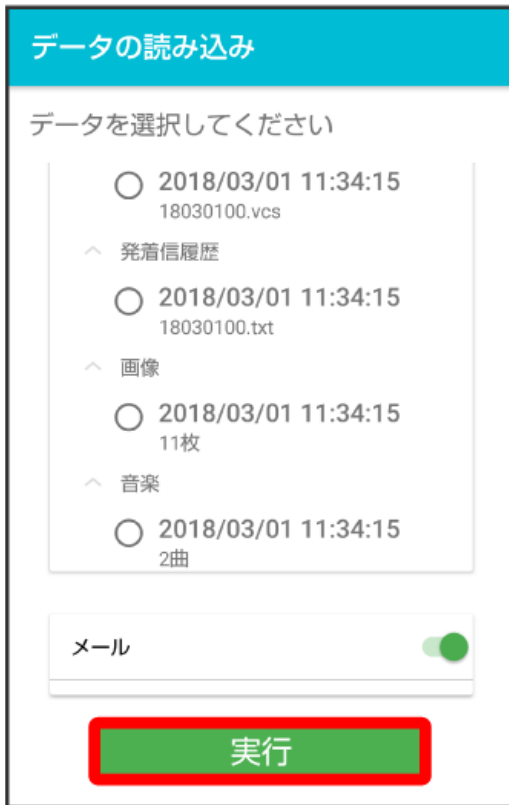 データの読み込み
データを選択してください
2018/03/01 11:34:15
18030100.vcs
発着信履歴
2018/03/01 11:34:15
18030100.txt
画像
2018/03/01 11:34:15
11枚
音楽
2018/03/01 11:34:15
2曲
メール
実行